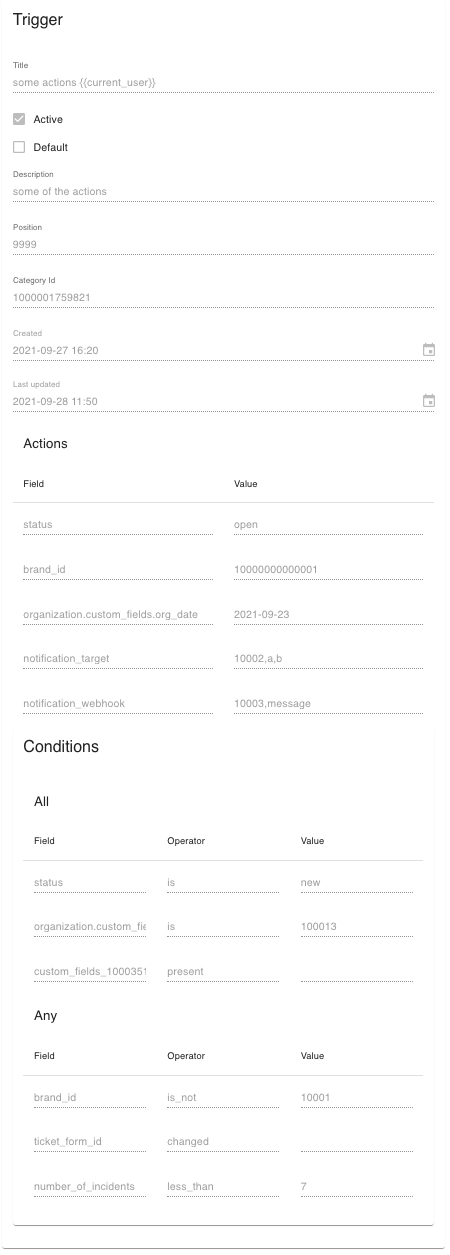 Trigger
Title
some actions {{current_user}}
Active
Default
Description
some of the actions
Position
9999
Category Id
1000001759821
Created
2021-09-27 16:20
Last updated
2021-09-28 11:50
Actions
Field Value
status open
brand_id 10000000000001
organization.custom_fields.org_date 2021-09-23
notification_target 10002,a,b
notification_webhook 10003,message
Conditions
All
Field Operator Value
status is new
organization.custom_fie is 100013
custom_fields_1000351 present
Any
Field Operator Value
brand_id is_not 10001
ticket_form_id changed
number_of_incidents less_than 7